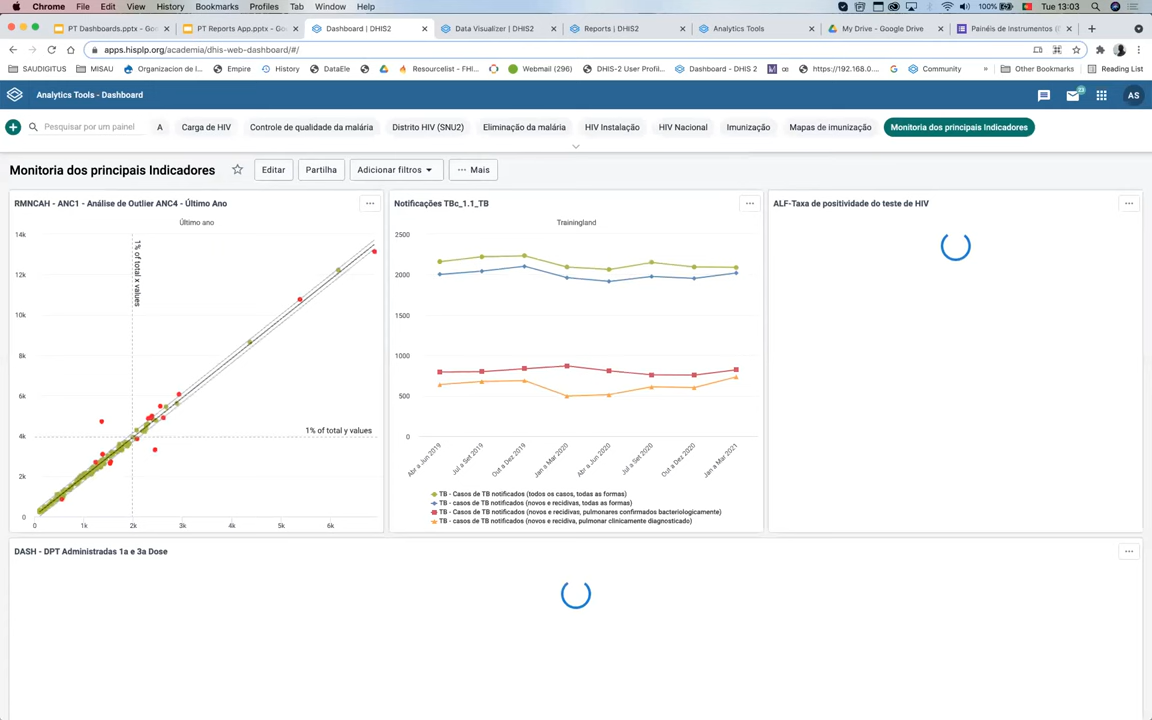 Chrome File Edit View History Bookmarks Profiles Tab Window Help 100% Tue 13:03
PT Dashboards.pptx - Goo PT Reports App.pptx - Goo Dashboard | DHIS2 Data Visualizer | DHIS2 Reports | DHIS2 Analytics Tools My Drive - Google Drive Painéis de Instrumentos (
apps.hisplp.org/academia/dhis-web-dashboard/#/
SAUDIGITUS MISAU Organizacion de I... Empire History DataEle Resourcelist - FHI... Webmail (296) DHIS-2 User Profil... Dashboard - DHIS 2 https://192.168.0.... Community » Other Bookmarks Reading List
Analytics Tools - Dashboard 23 AS
Pesquisar por um painel A Carga de HIV Controle de qualidade da malária Distrito HIV (SNU2) Eliminação da malária HIV Instalação HIV Nacional Imunização Mapas de imunização Monitoria dos principais Indicadores
Monitoria dos principais Indicadores Editar Partilha Adicionar filtros ··· Mais
RMNCAH - ANC1 - Análise de Outlier ANC4 - Último Ano
Último ano
14k
12k
10k
8k
6k
4k
2k
0
1% of total x values
1% of total y values
0 1k 2k 3k 4k 5k 6k
Notificações TBc_1.1_TB
Trainingland
2500
2000
1500
1000
500
0
Abr a Jun 2019 Jul a Set 2019 Out a Dez 2019 Jan a Mar 2020 Abr a Jun 2020 Jul a Set 2020 Out a Dez 2020 Jan a Mar 2021
TB - Casos de TB notificados (todos os casos, todas as formas)
TB - casos de TB notificados (novos e recidivas, todas as formas)
TB - Casos de TB notificados (novos e recidivas, pulmonares confirmados bacteriologicamente)
TB - casos de TB notificados (novos e recidiva, pulmonar clinicamente diagnosticado)
ALF-Taxa de positividade do teste de HIV
DASH - DPT Administradas 1a e 3a Dose